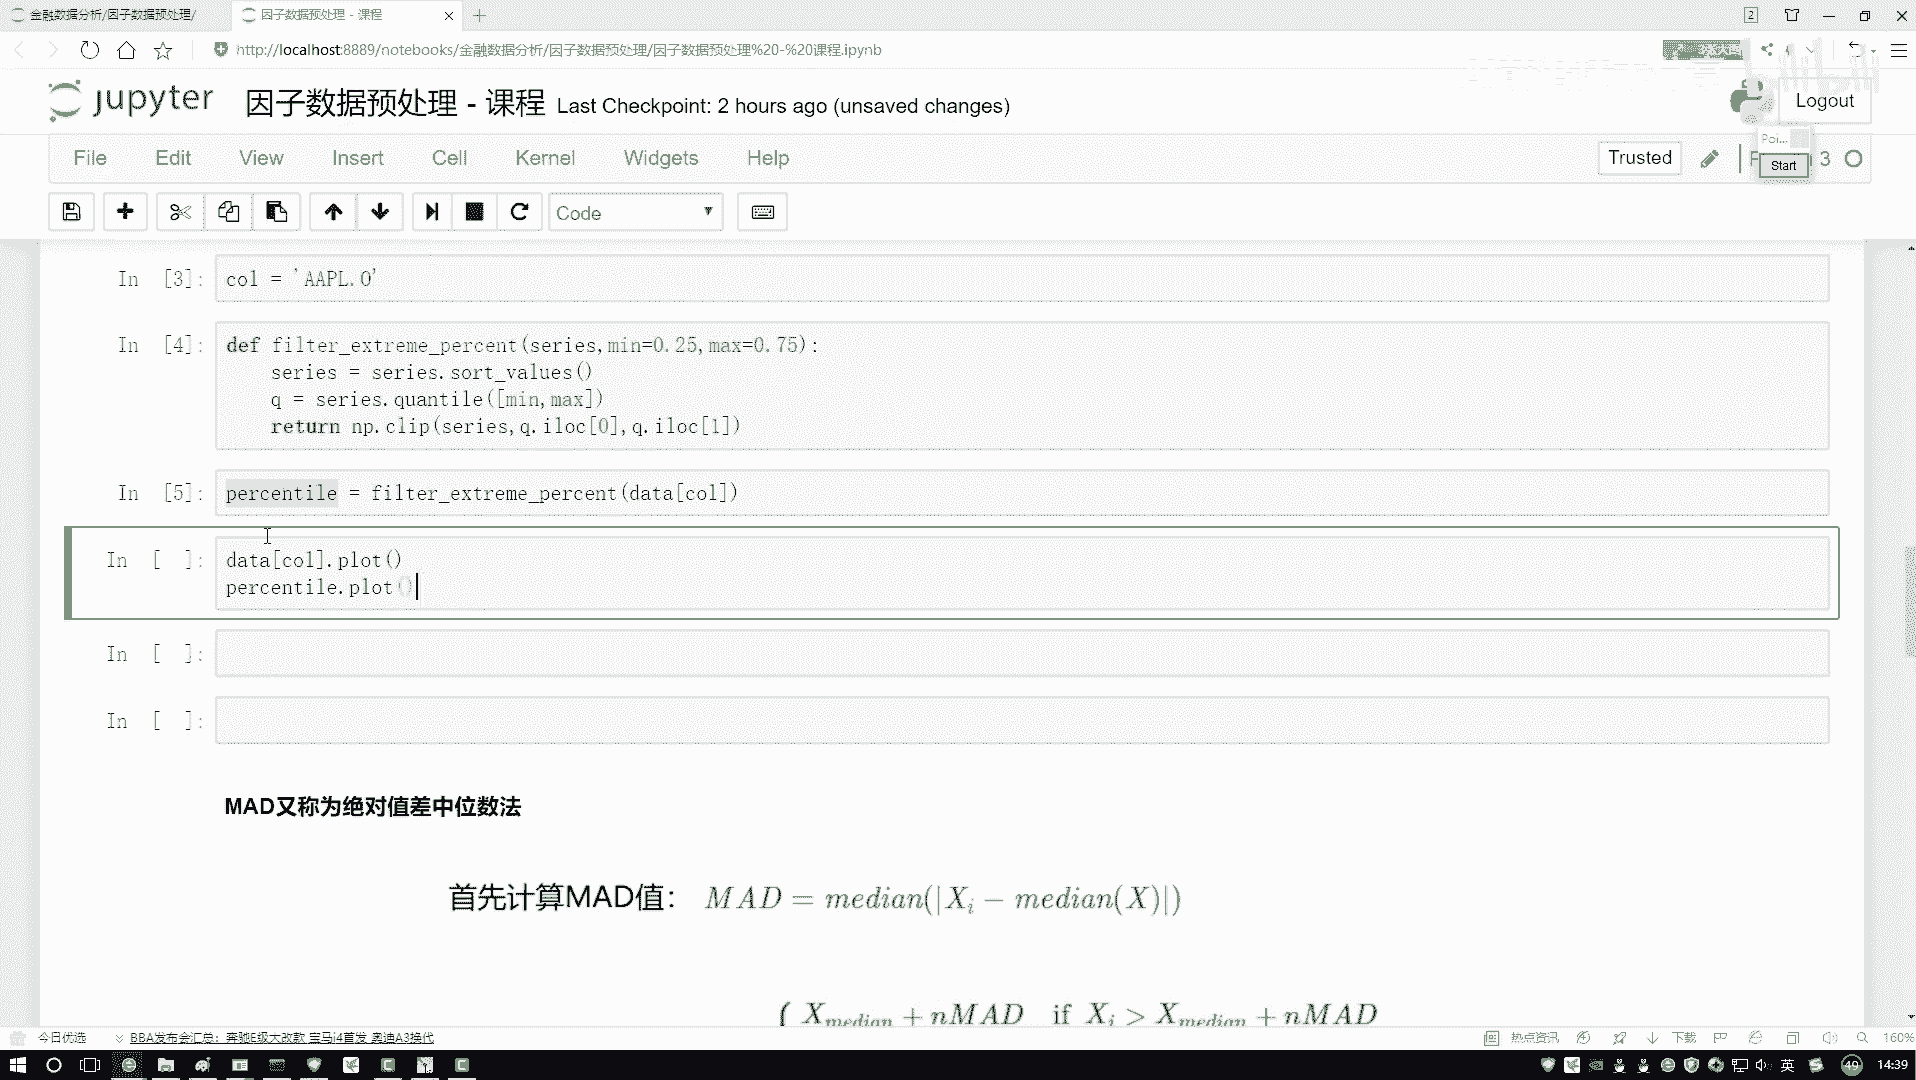 金融数据分析/因子数据预处理/
因子数据预处理 - 课程
2
http://localhost:8889/notebooks/金融数据分析/因子数据预处理/因子数据预处理%20-%20课程.ipynb
jupyter 因子数据预处理 - 课程 Last Checkpoint: 2 hours ago (unsaved changes)
Logout
File Edit View Insert Cell Kernel Widgets Help
Trusted
3
Poi...
Start
Code
In [3]: col = 'AAPL.O'
In [4]: def filter_extreme_percent(series,min=0.25,max=0.75):
series = series.sort_values()
q = series.quantile([min,max])
return np.clip(series,q.iloc[0],q.iloc[1])
In [5]: percentile = filter_extreme_percent(data[col])
In [ ]: data[col].plot()
percentile.plot()
In [ ]:
In [ ]:
MAD又称为绝对值差中位数法
首先计算MAD值： MAD = median(|X_i − median(X)|)
{ X_median + nMAD if X_i > X_median + nMAD
今日优选
BBA发布会汇总：奔驰E级大改款 宝马i4首发 奥迪A3换代
热点资讯
下载
160%
英
49
14:39